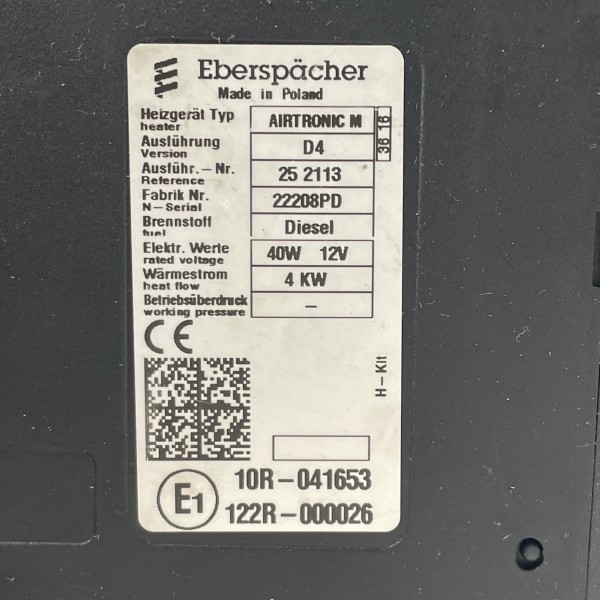 Eberspächer
Made in Poland
Heizgerät Typ AIRTRONIC M
heater
Ausführung D4
Version
Ausführ.-Nr. 25 2113
Reference
Fabrik Nr. 22208PD
N-Serial
Brennstoff Diesel
fuel
Elektr. Werte 40W 12V
rated voltage
Wärmestrom 4 KW
heat flow
Betriebsüberdruck –
working pressure
36 16
CE
H-Kit
E1
10R-041653
122R-000026